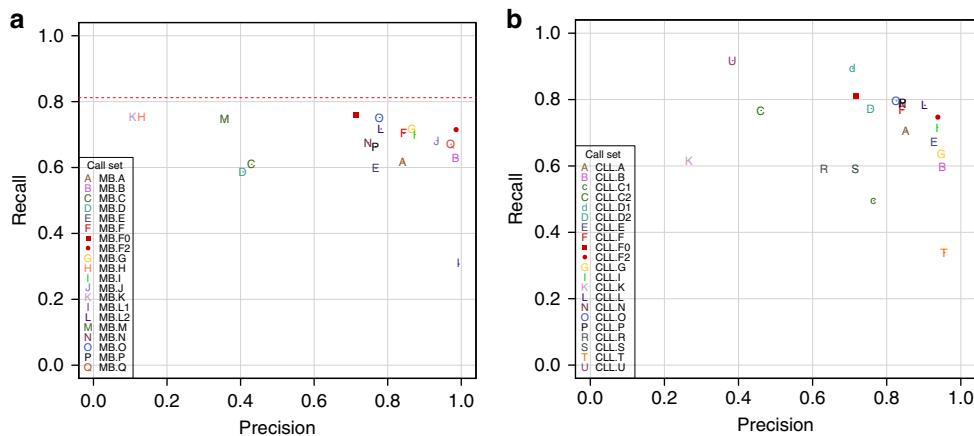 a
1.0
0.8
0.6
0.4
0.2
0.0
Recall
0.0 0.2 0.4 0.6 0.8 1.0
Precision
K H M C D O L P N E A F G I J Q B I
Call set
A MB.A
B MB.B
C MB.C
D MB.D
E MB.E
F MB.F
MB.F0
MB.F2
G MB.G
H MB.H
I MB.I
J MB.J
K MB.K
I MB.L1
L MB.L2
M MB.M
N MB.N
O MB.O
P MB.P
Q MB.Q
b
1.0
0.8
0.6
0.4
0.2
0.0
Recall
0.0 0.2 0.4 0.6 0.8 1.0
Precision
U d K C D O P F A L I E G B R S c T
Call set
A CLL.A
B CLL.B
c CLL.C1
C CLL.C2
d CLL.D1
D CLL.D2
E CLL.E
F CLL.F
CLL.F0
CLL.F2
G CLL.G
I CLL.I
K CLL.K
L CLL.L
N CLL.N
O CLL.O
P CLL.P
R CLL.R
S CLL.S
T CLL.T
U CLL.U